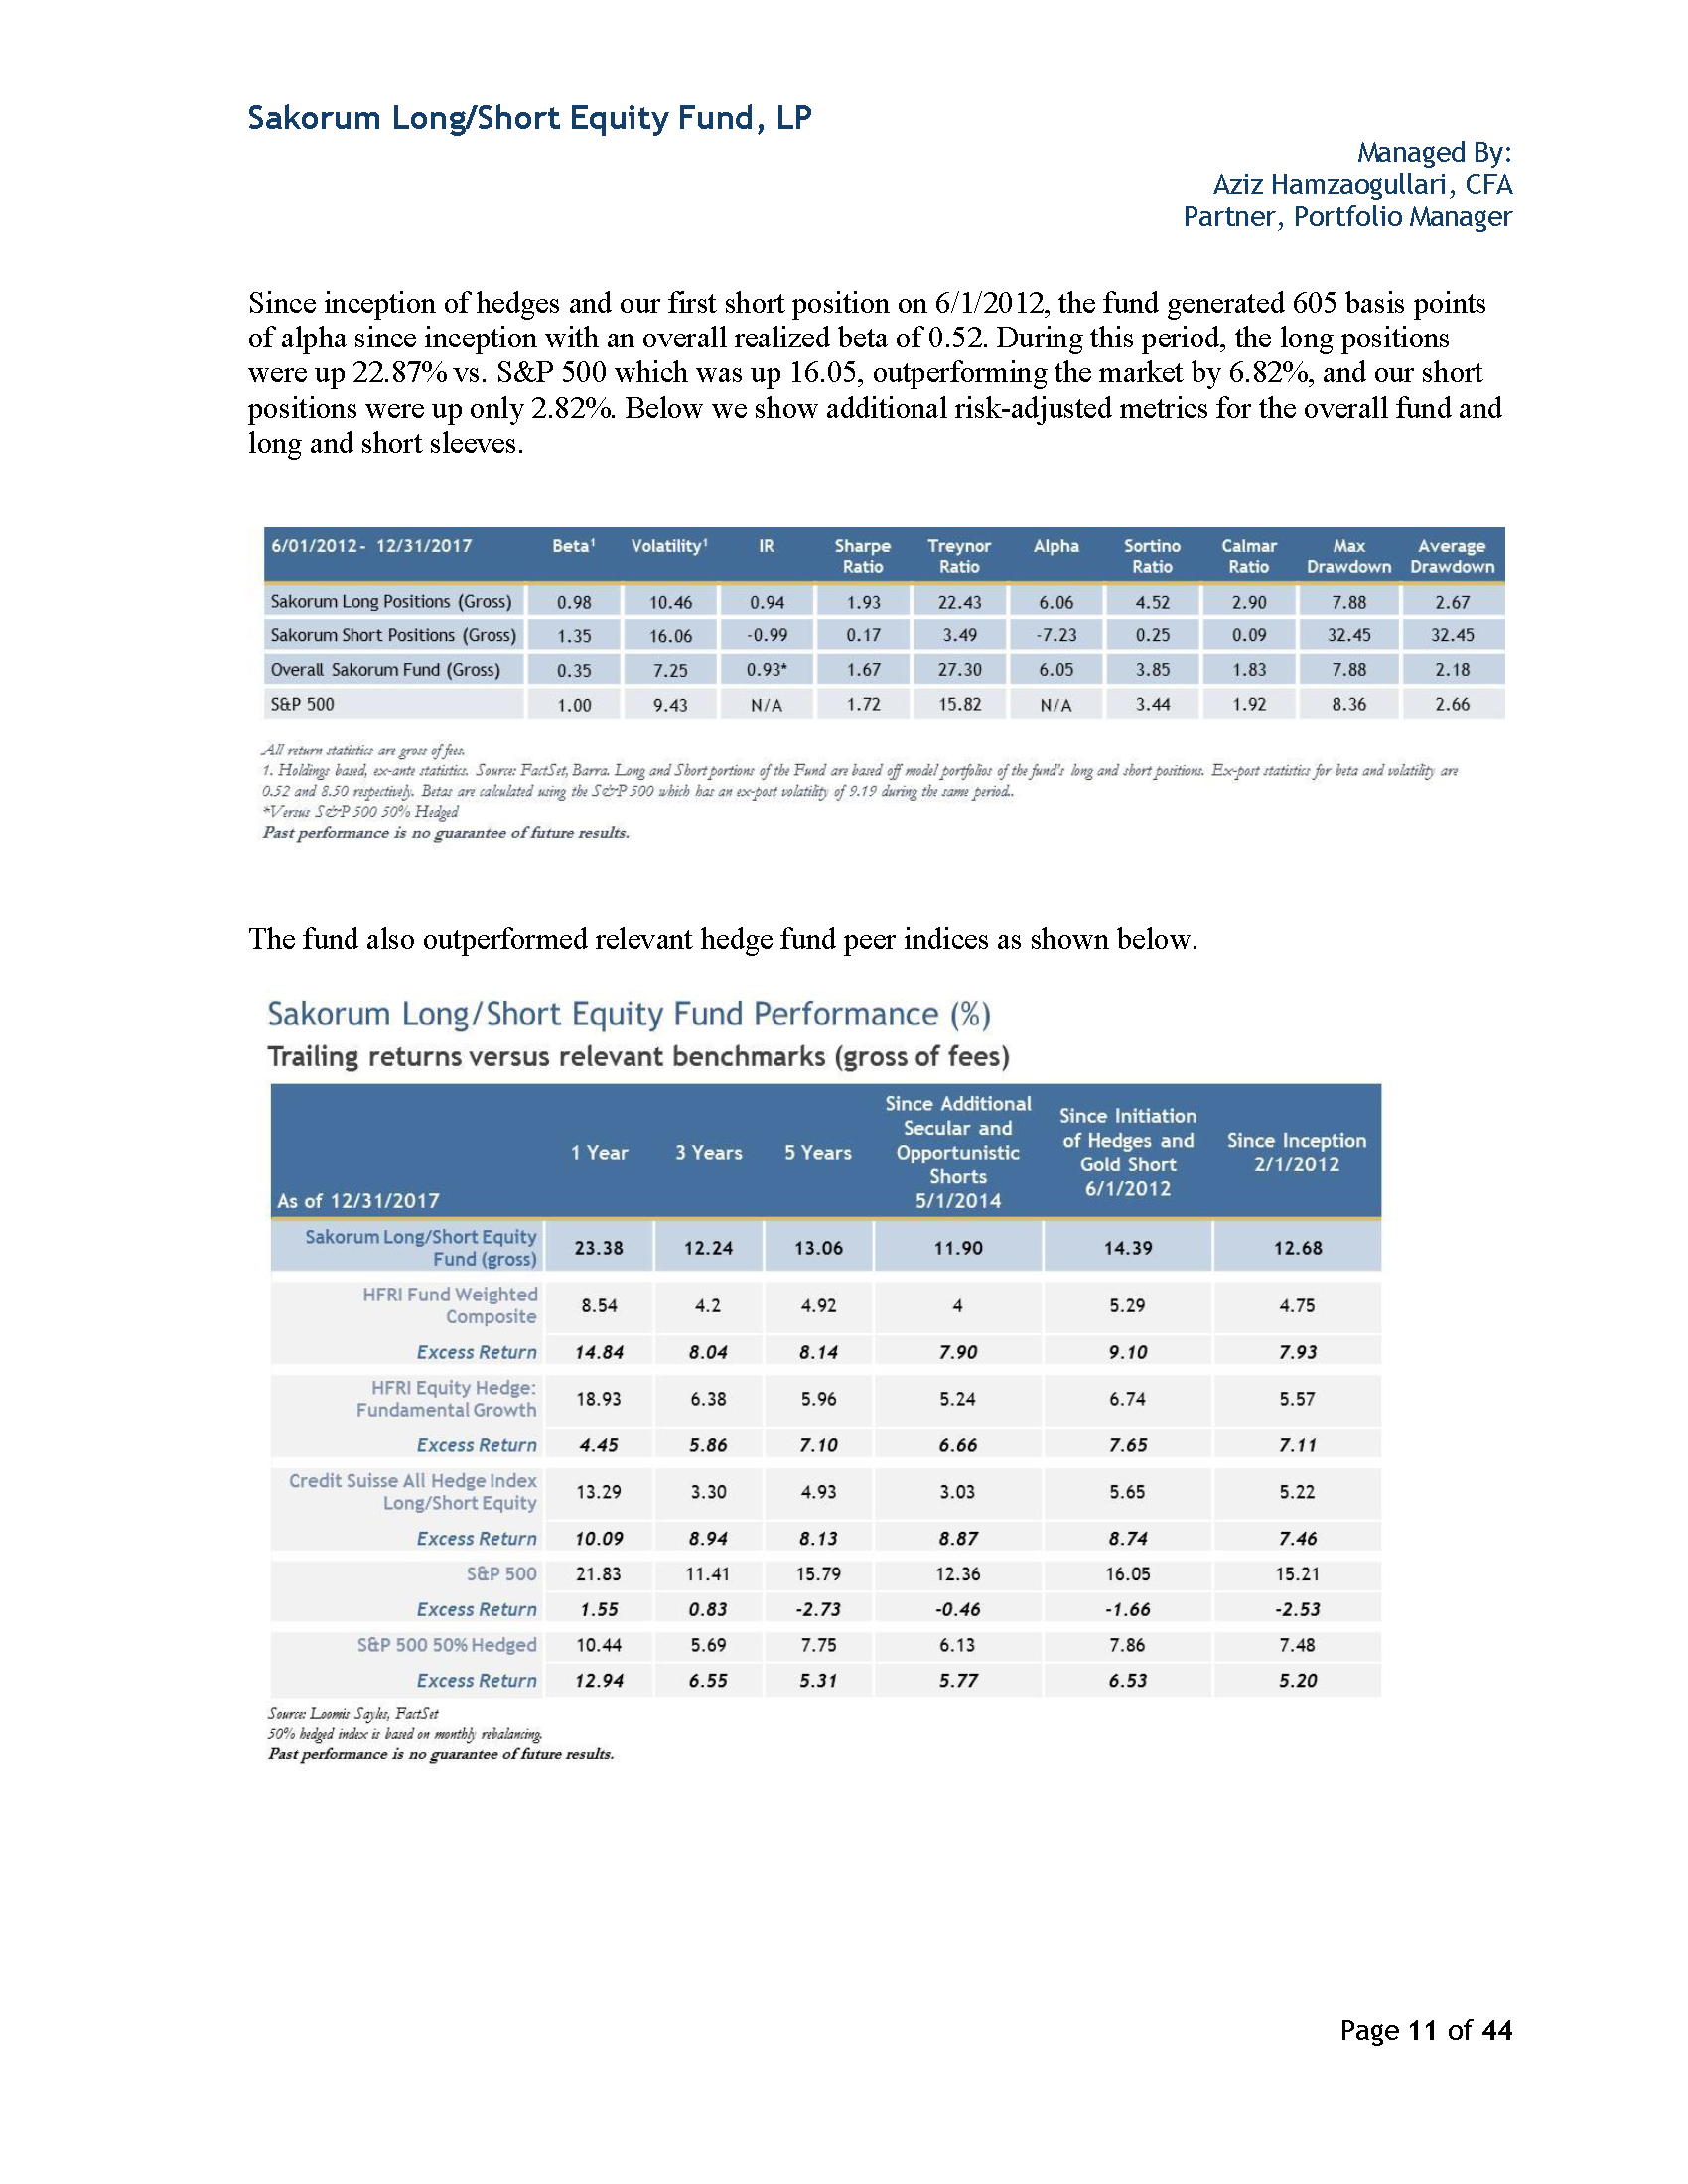 Sakorum Long/Short Equity Fund, LP
Managed By:
Aziz Hamzaogullari, CFA
Partner, Portfolio Manager
Since inception of hedges and our first short position on 6/1/2012, the fund generated 605 basis points
of alpha since inception with an overall realized beta of 0.52. During this period, the long positions
were up 22.87% vs. S&P 500 which was up 16.05, outperforming the market by 6.82%, and our short
positions were up only 2.82%. Below we show additional risk-adjusted metrics for the overall fund and
long and short sleeves.
6/01/2012- 12/31/2017 Beta¹ Volatility¹ IR Sharpe Ratio Treynor Ratio Alpha Sortino Ratio Calmar Ratio Max Drawdown Average Drawdown
Sakorum Long Positions (Gross) 0.98 10.46 0.94 1.93 22.43 6.06 4.52 2.90 7.88 2.67
Sakorum Short Positions (Gross) 1.35 16.06 -0.99 0.17 3.49 -7.23 0.25 0.09 32.45 32.45
Overall Sakorum Fund (Gross) 0.35 7.25 0.93* 1.67 27.30 6.05 3.85 1.83 7.88 2.18
S&P 500 1.00 9.43 N/A 1.72 15.82 N/A 3.44 1.92 8.36 2.66
All return statistics are gross of fees.
1. Holdings based, ex-ante statistics. Source: FactSet, Barra. Long and Short portions of the Fund are based off model portfolios of the fund's long and short positions. Ex-post statistics for beta and volatility are
0.52 and 8.50 respectively. Betas are calculated using the S&P 500 which has an ex-post volatility of 9.19 during the same period..
*Versus S&P 500 50% Hedged
Past performance is no guarantee of future results.
The fund also outperformed relevant hedge fund peer indices as shown below.
Sakorum Long/Short Equity Fund Performance (%)
Trailing returns versus relevant benchmarks (gross of fees)
As of 12/31/2017 1 Year 3 Years 5 Years Since Additional Secular and Opportunistic Shorts 5/1/2014 Since Initiation of Hedges and Gold Short 6/1/2012 Since Inception 2/1/2012
Sakorum Long/Short Equity Fund (gross) 23.38 12.24 13.06 11.90 14.39 12.68
HFRI Fund Weighted Composite 8.54 4.2 4.92 4 5.29 4.75
Excess Return 14.84 8.04 8.14 7.90 9.10 7.93
HFRI Equity Hedge: Fundamental Growth 18.93 6.38 5.96 5.24 6.74 5.57
Excess Return 4.45 5.86 7.10 6.66 7.65 7.11
Credit Suisse All Hedge Index Long/Short Equity 13.29 3.30 4.93 3.03 5.65 5.22
Excess Return 10.09 8.94 8.13 8.87 8.74 7.46
S&P 500 21.83 11.41 15.79 12.36 16.05 15.21
Excess Return 1.55 0.83 -2.73 -0.46 -1.66 -2.53
S&P 500 50% Hedged 10.44 5.69 7.75 6.13 7.86 7.48
Excess Return 12.94 6.55 5.31 5.77 6.53 5.20
Source: Loomis Sayles, FactSet
50% hedged index is based on monthly rebalancing.
Past performance is no guarantee of future results.
Page 11 of 44